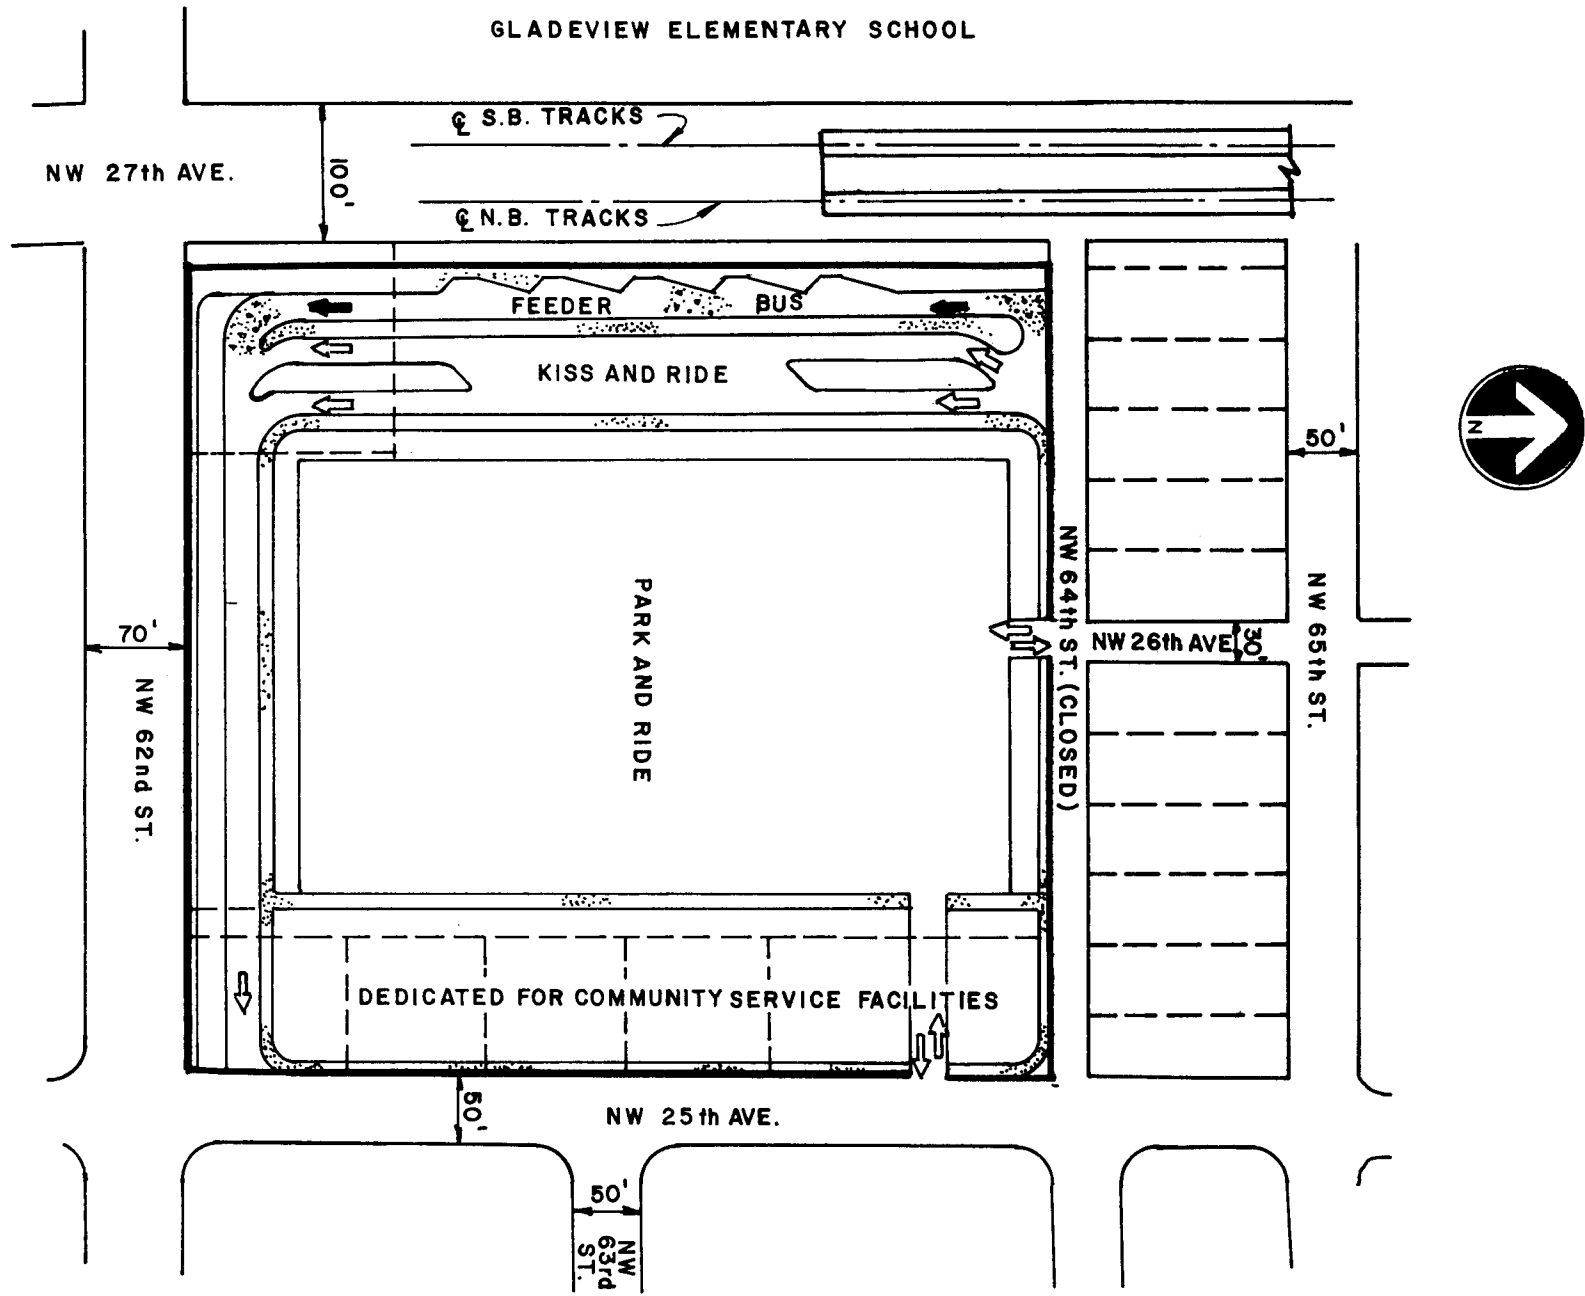 GLADEVIEW ELEMENTARY SCHOOL
℄ S.B. TRACKS
NW 27th AVE.
100'
℄ N.B. TRACKS
FEEDER BUS
KISS AND RIDE
N
50'
PARK AND RIDE
NW 64th ST. (CLOSED)
NW 26th AVE
30'
NW 65th ST.
70'
NW 62nd ST.
DEDICATED FOR COMMUNITY SERVICE FACILITIES
50'
NW 25th AVE.
50'
NW
63rd
ST.